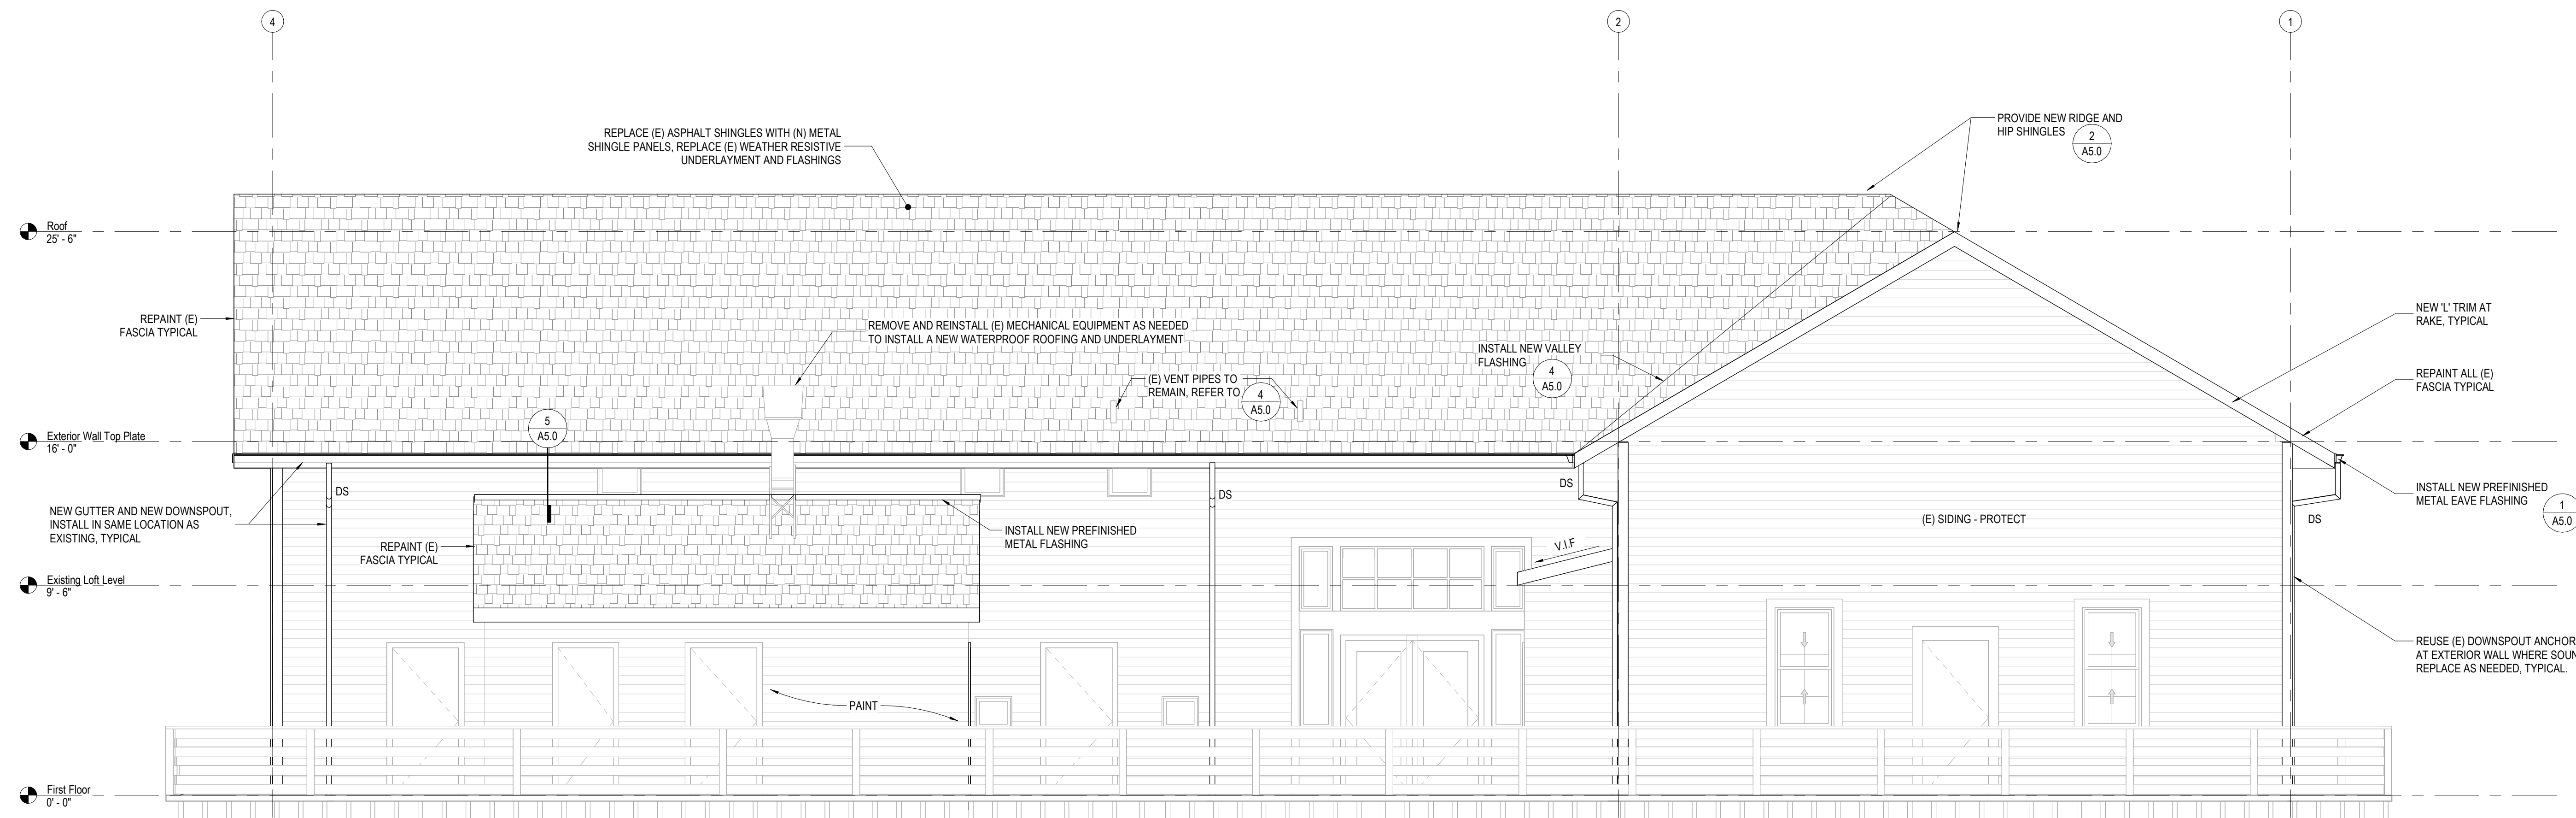 4
2
1
REPLACE (E) ASPHALT SHINGLES WITH (N) METAL
SHINGLE PANELS, REPLACE (E) WEATHER RESISTIVE
UNDERLAYMENT AND FLASHINGS
PROVIDE NEW RIDGE AND
HIP SHINGLES
2
A5.0
Roof
25' - 6"
REPAINT (E)
FASCIA TYPICAL
REMOVE AND REINSTALL (E) MECHANICAL EQUIPMENT AS NEEDED
TO INSTALL A NEW WATERPROOF ROOFING AND UNDERLAYMENT
INSTALL NEW VALLEY
FLASHING
4
A5.0
(E) VENT PIPES TO
REMAIN, REFER TO
4
A5.0
NEW 'L' TRIM AT
RAKE, TYPICAL
REPAINT ALL (E)
FASCIA TYPICAL
5
A5.0
Exterior Wall Top Plate
16' - 0"
DS
DS
DS
DS
NEW GUTTER AND NEW DOWNSPOUT,
INSTALL IN SAME LOCATION AS
EXISTING, TYPICAL
REPAINT (E)
FASCIA TYPICAL
INSTALL NEW PREFINISHED
METAL FLASHING
V.I.F
(E) SIDING - PROTECT
INSTALL NEW PREFINISHED
METAL EAVE FLASHING
1
A5.0
Existing Loft Level
9' - 6"
REUSE (E) DOWNSPOUT ANCHOR
AT EXTERIOR WALL WHERE SOUN
REPLACE AS NEEDED, TYPICAL.
PAINT
First Floor
0' - 0"